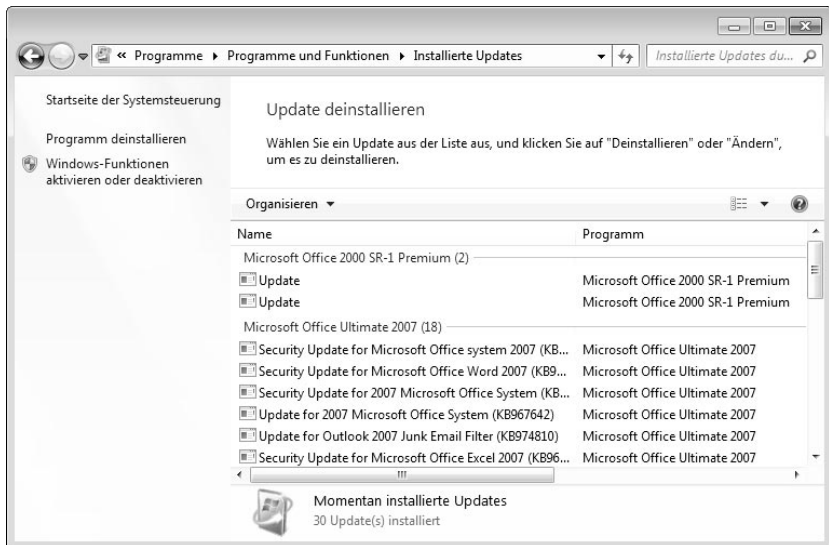 « Programme ▸ Programme und Funktionen ▸ Installierte Updates
Installierte Updates du...
Startseite der Systemsteuerung
Programm deinstallieren
Windows-Funktionen
aktivieren oder deaktivieren
Update deinstallieren
Wählen Sie ein Update aus der Liste aus, und klicken Sie auf "Deinstallieren" oder "Ändern",
um es zu deinstallieren.
Organisieren
Name Programm
Microsoft Office 2000 SR-1 Premium (2)
Update Microsoft Office 2000 SR-1 Premium
Update Microsoft Office 2000 SR-1 Premium
Microsoft Office Ultimate 2007 (18)
Security Update for Microsoft Office system 2007 (KB... Microsoft Office Ultimate 2007
Security Update for Microsoft Office Word 2007 (KB9... Microsoft Office Ultimate 2007
Security Update for 2007 Microsoft Office System (KB... Microsoft Office Ultimate 2007
Update for 2007 Microsoft Office System (KB967642) Microsoft Office Ultimate 2007
Update for Outlook 2007 Junk Email Filter (KB974810) Microsoft Office Ultimate 2007
Security Update for Microsoft Office Excel 2007 (KB96... Microsoft Office Ultimate 2007
Momentan installierte Updates
30 Update(s) installiert